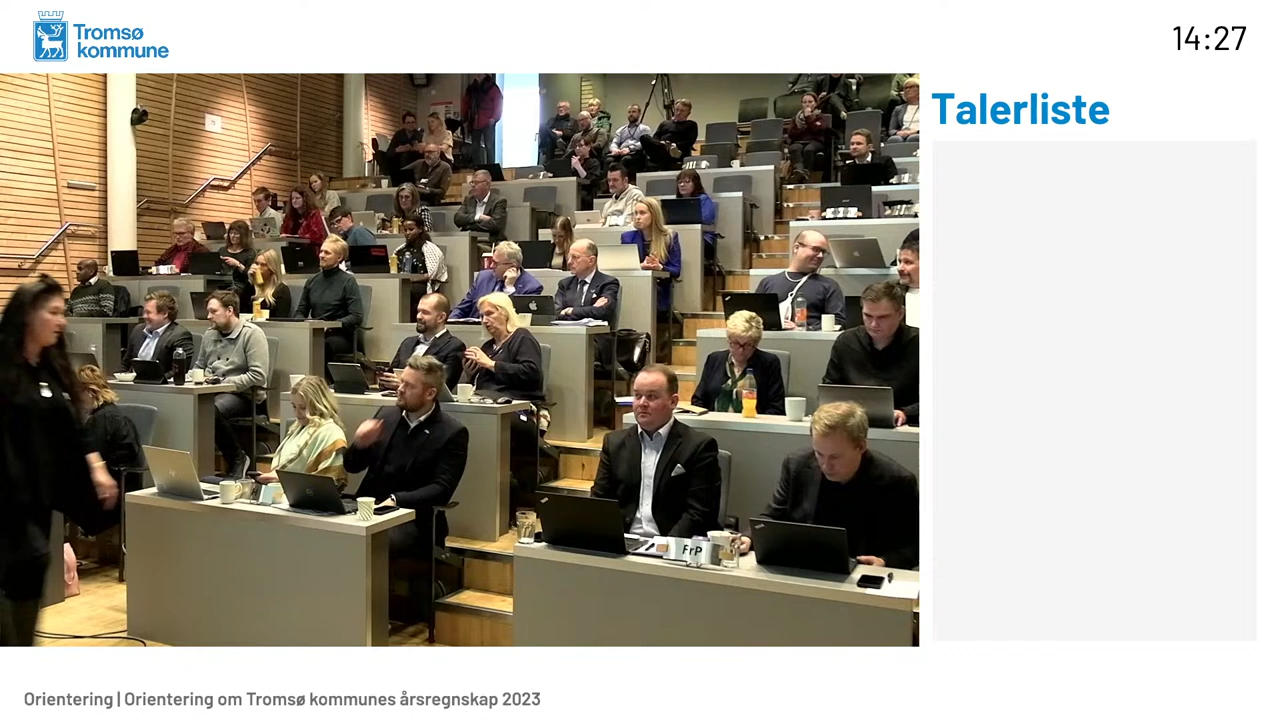 Tromsø
kommune
14:27
Talerliste
FrP
Orientering | Orientering om Tromsø kommunes årsregnskap 2023